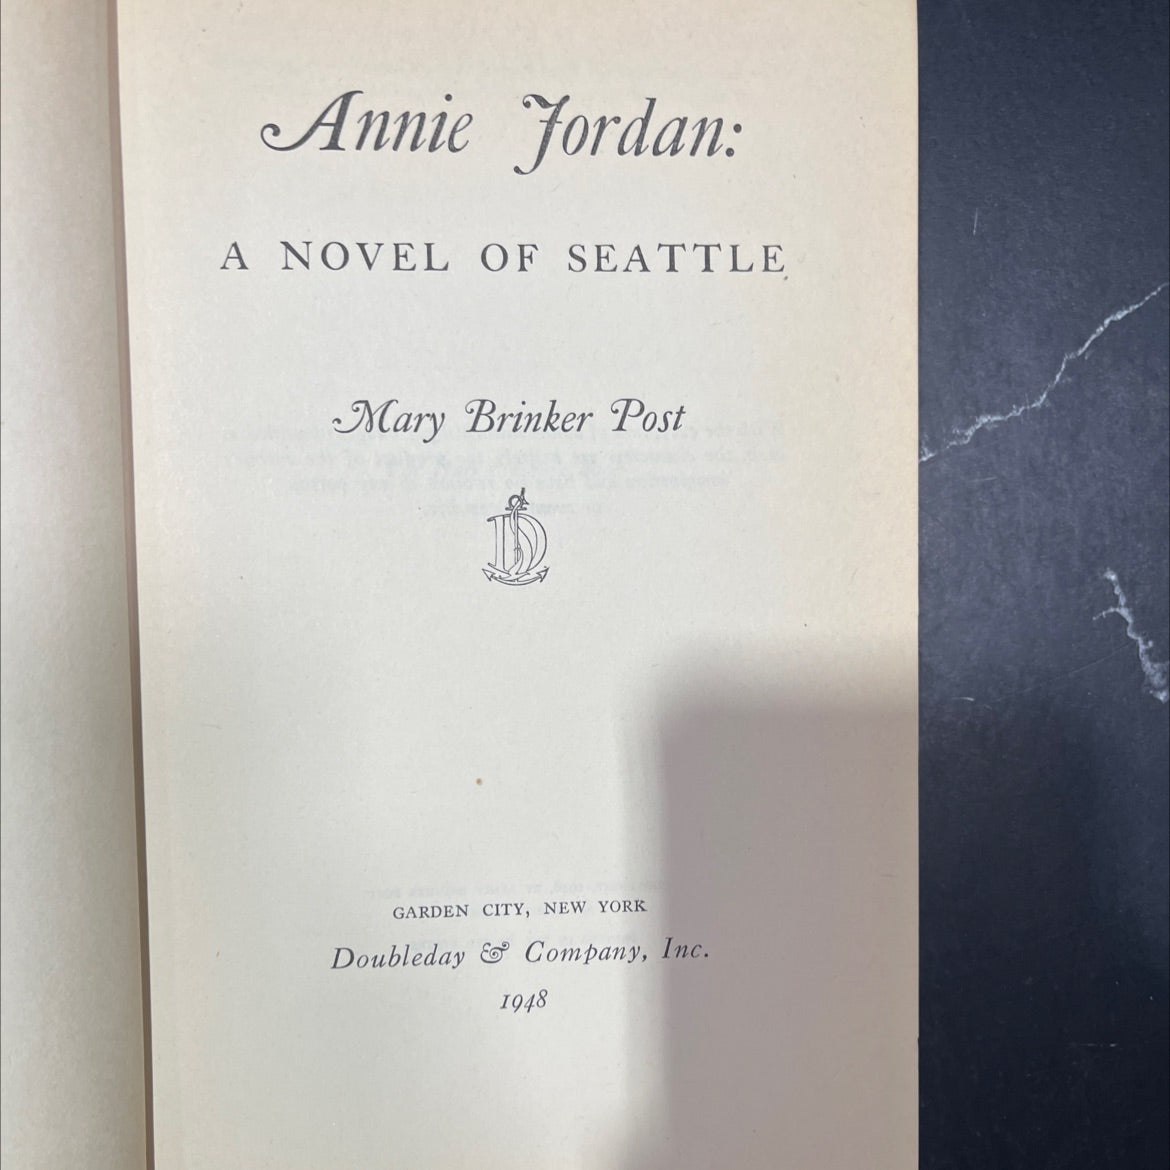 Annie Jordan:
A NOVEL OF SEATTLE
Mary Brinker Post
D
GARDEN CITY, NEW YORK
Doubleday & Company, Inc.
1948